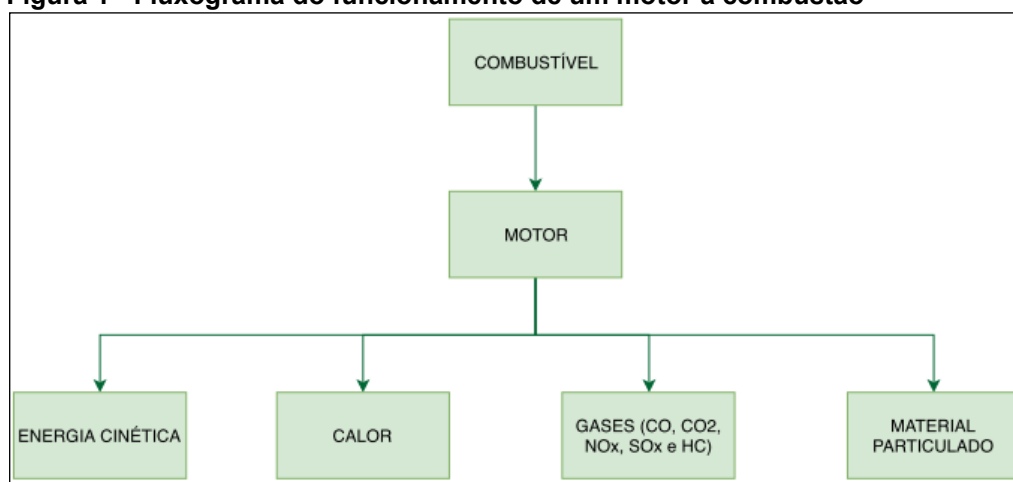 Figura 1 - Fluxograma do funcionamento de um motor a combustão
COMBUSTÍVEL
MOTOR
ENERGIA CINÉTICA
CALOR
GASES (CO, CO2,
NOx, SOx e HC)
MATERIAL
PARTICULADO